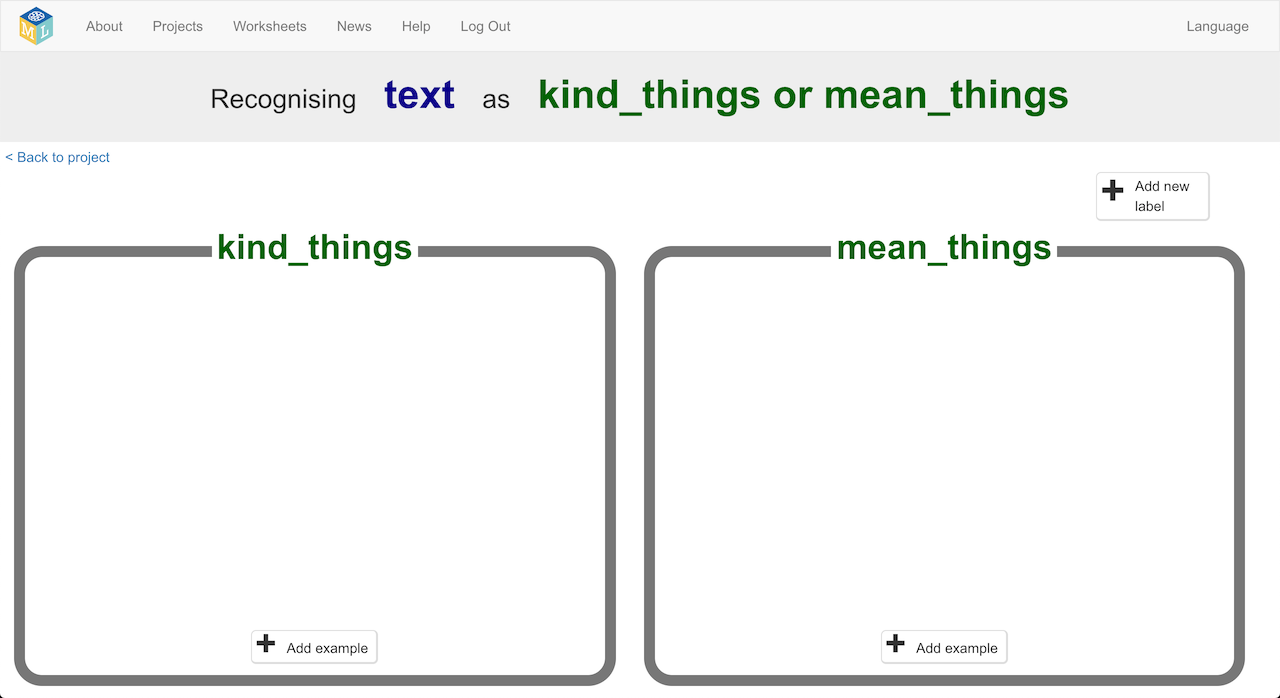 M L
About Projects Worksheets News Help Log Out Language
Recognising text as kind_things or mean_things
< Back to project
Add new
label
kind_things mean_things
Add example Add example